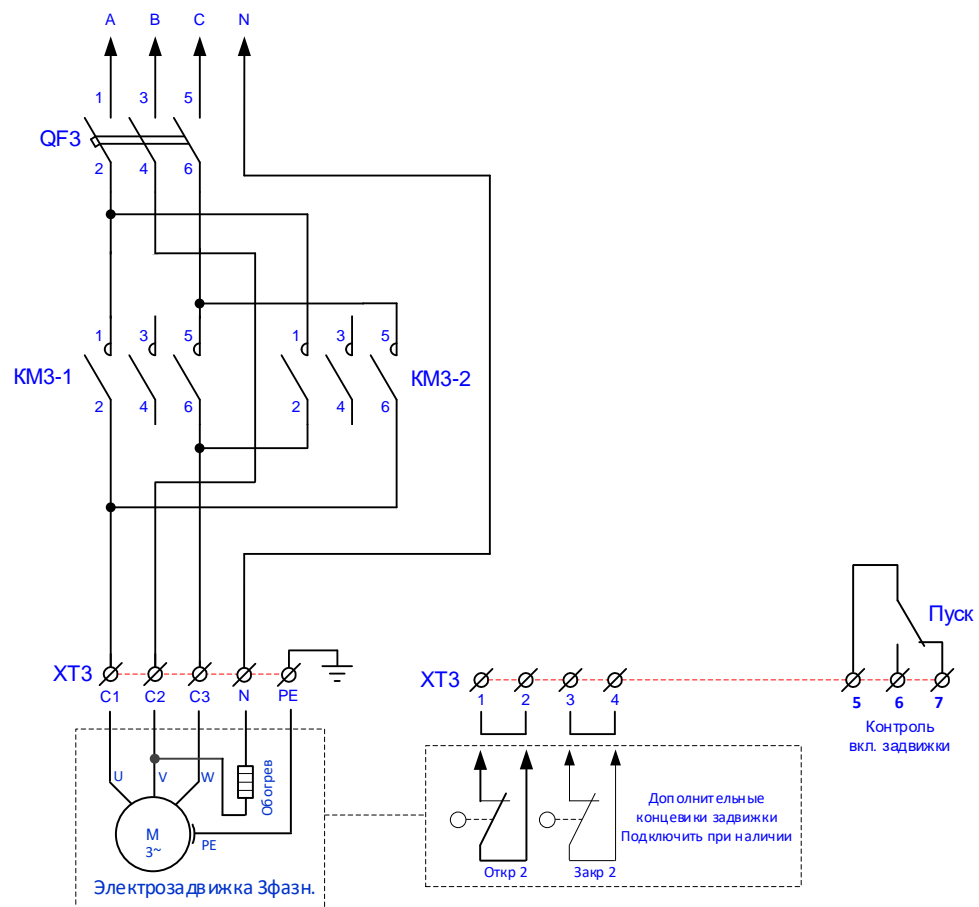 A B C N
1 3 5
QF3
2 4 6
1 3 5 1 3 5
КМ3-1 КМ3-2
2 4 6 2 4 6
Пуск
XT3 XT3
C1 C2 C3 N PE 1 2 3 4 5 6 7
Контроль
вкл. задвижки
U V W
Обогрев
M
3~
PE
Электрозадвижка 3фазн.
Дополнительные
концевики задвижки
Подключить при наличии
Откр 2 Закр 2